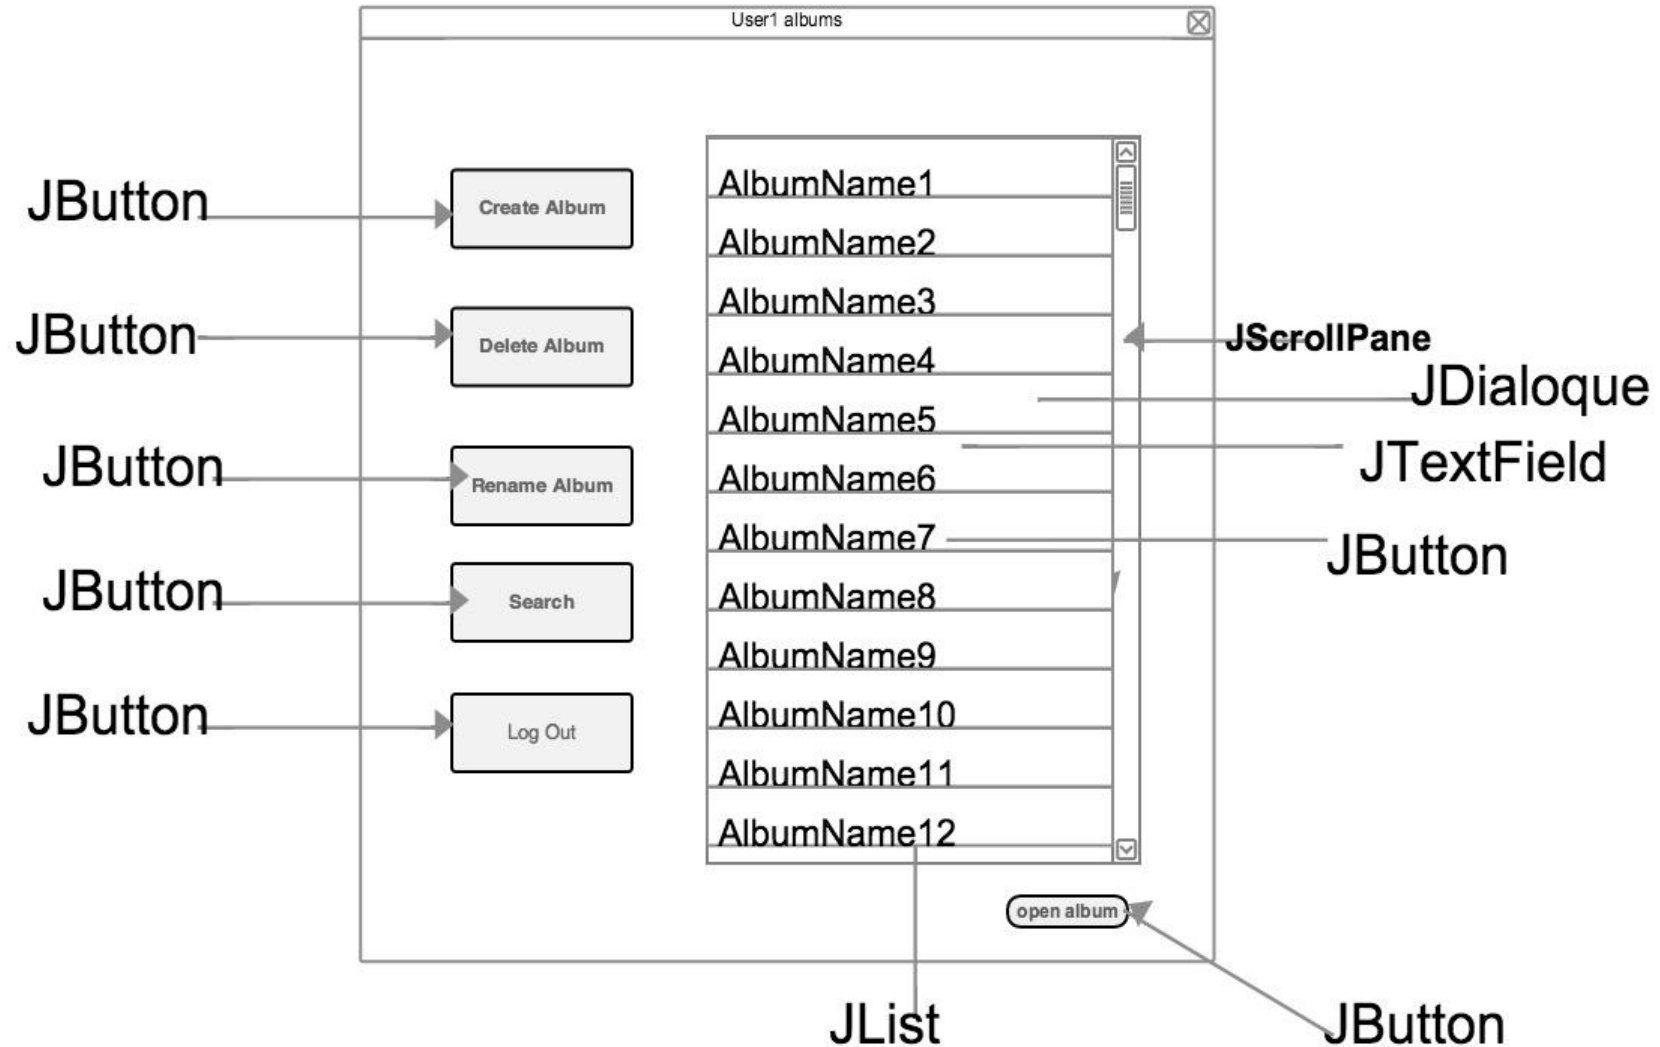 User1 albums
JButton
Create Album
JButton
Delete Album
JButton
Rename Album
JButton
Search
JButton
Log Out
AlbumName1
AlbumName2
AlbumName3
AlbumName4
AlbumName5
AlbumName6
AlbumName7
AlbumName8
AlbumName9
AlbumName10
AlbumName11
AlbumName12
JScrollPane
JDialoque
JTextField
JButton
open album
JList
JButton